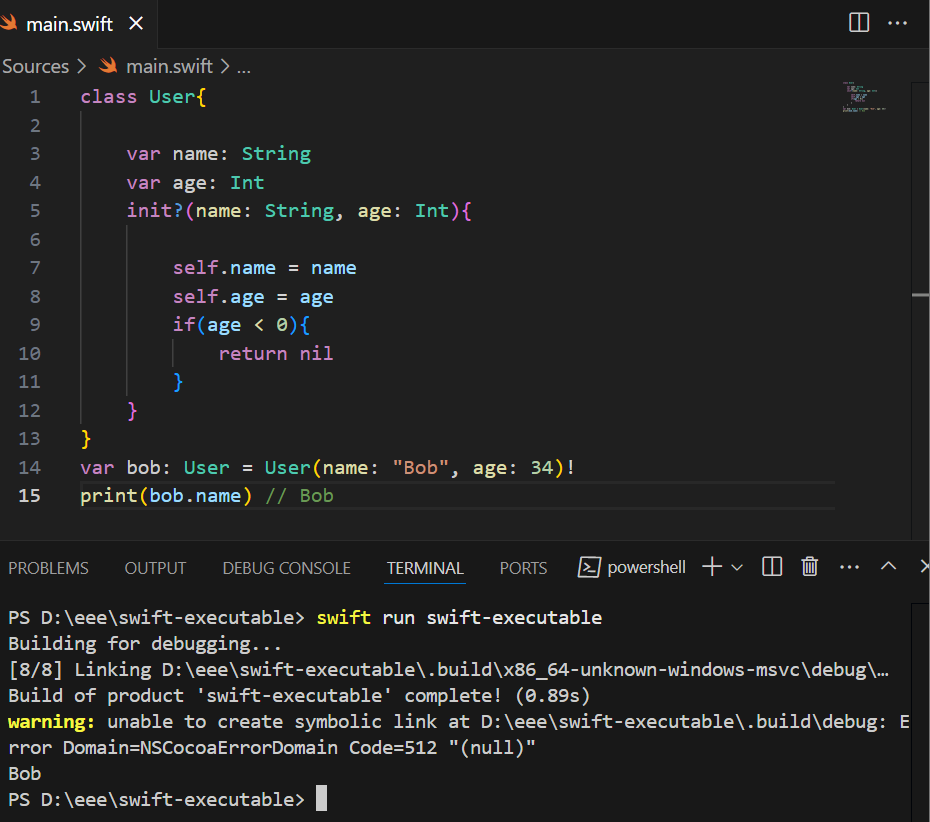 main.swift
Sources > main.swift > ...
1 class User{
2
3     var name: String
4     var age: Int
5     init?(name: String, age: Int){
6
7         self.name = name
8         self.age = age
9         if(age < 0){
10             return nil
11         }
12     }
13 }
14 var bob: User = User(name: "Bob", age: 34)!
15 print(bob.name) // Bob
PROBLEMS OUTPUT DEBUG CONSOLE TERMINAL PORTS powershell
PS D:\eee\swift-executable> swift run swift-executable
Building for debugging...
[8/8] Linking D:\eee\swift-executable\.build\x86_64-unknown-windows-msvc\debug\…
Build of product 'swift-executable' complete! (0.89s)
warning: unable to create symbolic link at D:\eee\swift-executable\.build\debug: E
rror Domain=NSCocoaErrorDomain Code=512 "(null)"
Bob
PS D:\eee\swift-executable>